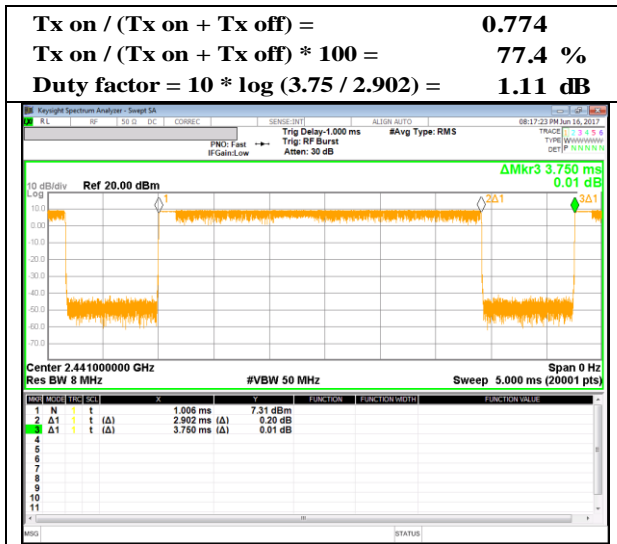 Tx on / (Tx on + Tx off) = 0.774
Tx on / (Tx on + Tx off) * 100 = 77.4 %
Duty factor = 10 * log (3.75 / 2.902) = 1.11 dB
Keysight Spectrum Analyzer - Swept SA
RL RF 50 Ω DC CORREC SENSE:INT ALIGN AUTO 08:17:23 PM Jun 16, 2017
Trig Delay-1.000 ms #Avg Type: RMS TRACE 1 2 3 4 5 6
PNO: Fast Trig: RF Burst TYPE WWWWWWW
IFGain:Low Atten: 30 dB DET P N N N N N
ΔMkr3 3.750 ms
10 dB/div Ref 20.00 dBm 0.01 dB
Log
1 2Δ1 3Δ1
10.0
0.00
-10.0
-20.0
-30.0
-40.0
-50.0
-60.0
-70.0
Center 2.441000000 GHz Span 0 Hz
Res BW 8 MHz #VBW 50 MHz Sweep 5.000 ms (20001 pts)
MKR MODE TRC SCL X Y FUNCTION FUNCTION WIDTH FUNCTION VALUE
1 N 1 t 1.006 ms 7.31 dBm
2 Δ1 1 t (Δ) 2.902 ms (Δ) 0.20 dB
3 Δ1 1 t (Δ) 3.750 ms (Δ) 0.01 dB
4
5
6
7
8
9
10
11
MSG STATUS